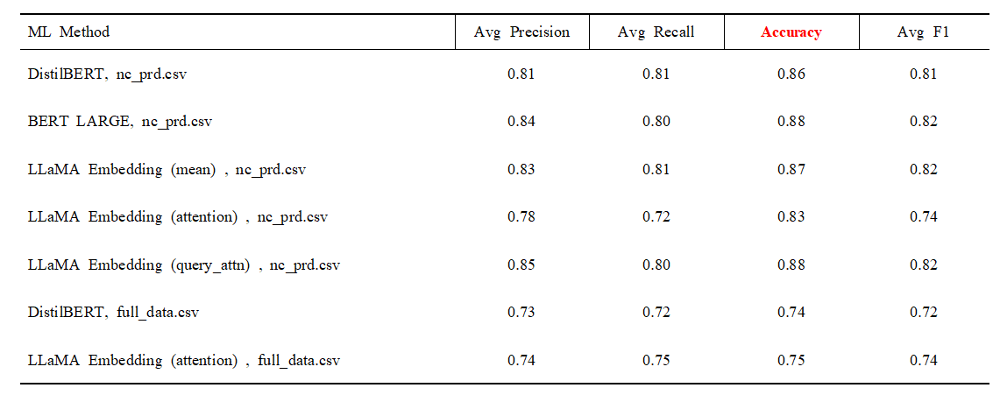 ML Method Avg Precision Avg Recall Accuracy Avg F1
DistilBERT, nc_prd.csv 0.81 0.81 0.86 0.81
BERT LARGE, nc_prd.csv 0.84 0.80 0.88 0.82
LLaMA Embedding (mean) , nc_prd.csv 0.83 0.81 0.87 0.82
LLaMA Embedding (attention) , nc_prd.csv 0.78 0.72 0.83 0.74
LLaMA Embedding (query_attn) , nc_prd.csv 0.85 0.80 0.88 0.82
DistilBERT, full_data.csv 0.73 0.72 0.74 0.72
LLaMA Embedding (attention) , full_data.csv 0.74 0.75 0.75 0.74